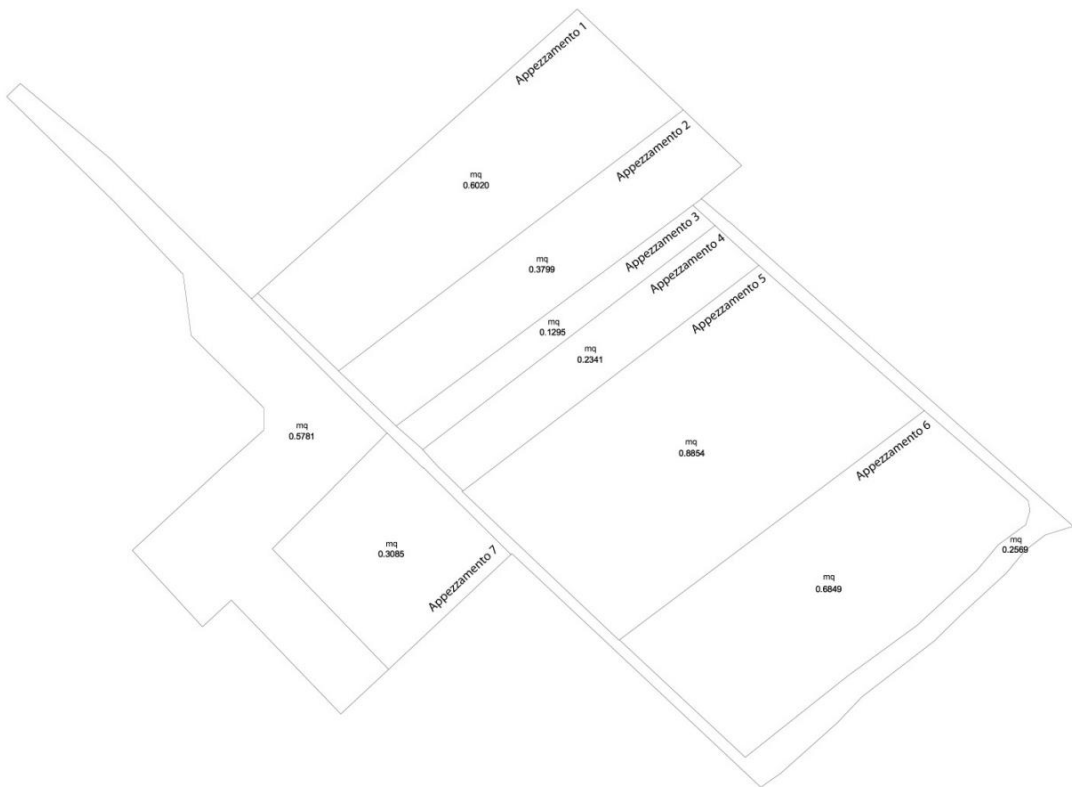 Appezzamento 1
mq
0.6020
Appezzamento 2
mq
0.3799
Appezzamento 3
mq
0.1295
Appezzamento 4
mq
0.2341
Appezzamento 5
mq
0.8854
Appezzamento 6
mq
0.6849
mq
0.2569
mq
0.5781
mq
0.3085
Appezzamento 7